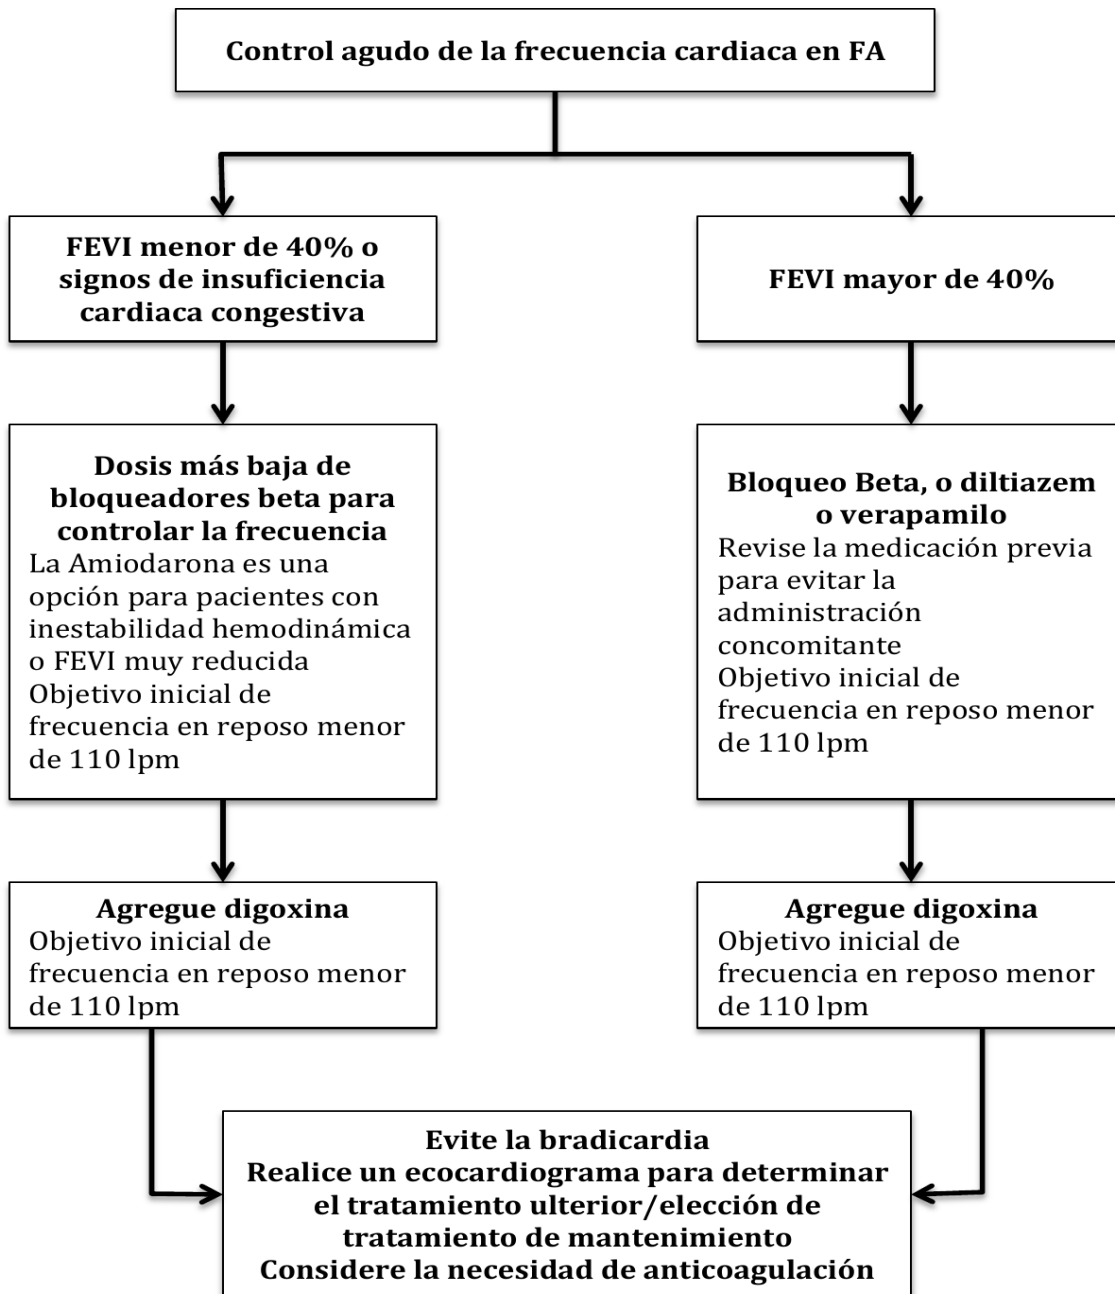 Control agudo de la frecuencia cardiaca en FA
FEVI menor de 40% o
signos de insuficiencia
cardiaca congestiva
FEVI mayor de 40%
Dosis más baja de
bloqueadores beta para
controlar la frecuencia
La Amiodarona es una
opción para pacientes con
inestabilidad hemodinámica
o FEVI muy reducida
Objetivo inicial de
frecuencia en reposo menor
de 110 lpm
Bloqueo Beta, o diltiazem
o verapamilo
Revise la medicación previa
para evitar la
administración
concomitante
Objetivo inicial de
frecuencia en reposo menor
de 110 lpm
Agregue digoxina
Objetivo inicial de
frecuencia en reposo menor
de 110 lpm
Agregue digoxina
Objetivo inicial de
frecuencia en reposo menor
de 110 lpm
Evite la bradicardia
Realice un ecocardiograma para determinar
el tratamiento ulterior/elección de
tratamiento de mantenimiento
Considere la necesidad de anticoagulación